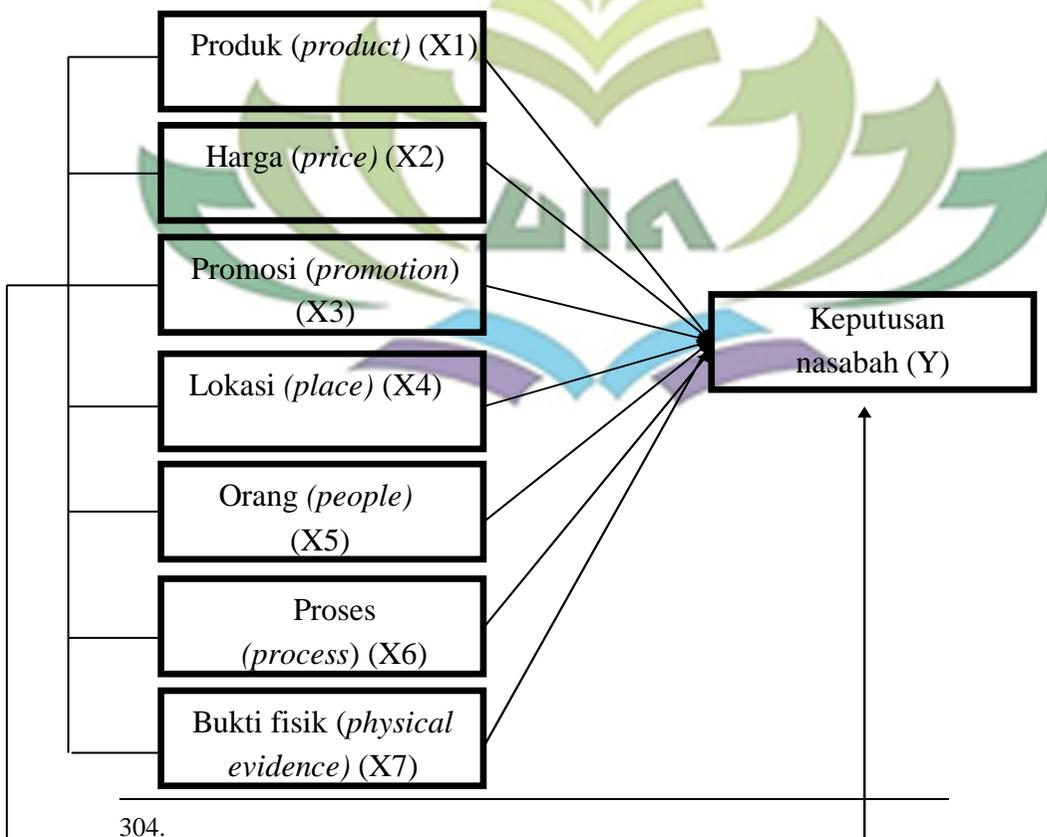 Produk (product) (X1)
Harga (price) (X2)
Promosi (promotion)
(X3)
Lokasi (place) (X4)
Orang (people)
(X5)
Proses
(process) (X6)
Bukti fisik (physical
evidence) (X7)
Keputusan
nasabah (Y)
UIN
304.